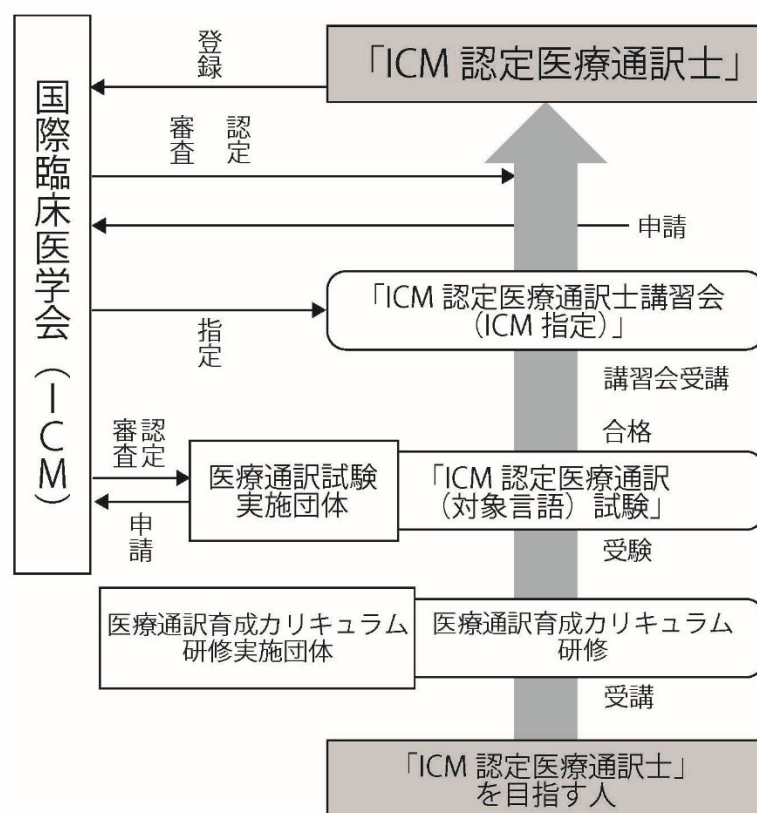 国際臨床医学会（ICM）
登録
「ICM 認定医療通訳士」
審査
認定
申請
指定
「ICM 認定医療通訳士講習会
（ICM 指定）」
講習会受講
合格
審査
認定
申請
医療通訳試験
実施団体
「ICM 認定医療通訳
（対象言語）試験」
受験
医療通訳育成カリキュラム
研修実施団体
医療通訳育成カリキュラム
研修
受講
「ICM 認定医療通訳士」
を目指す人